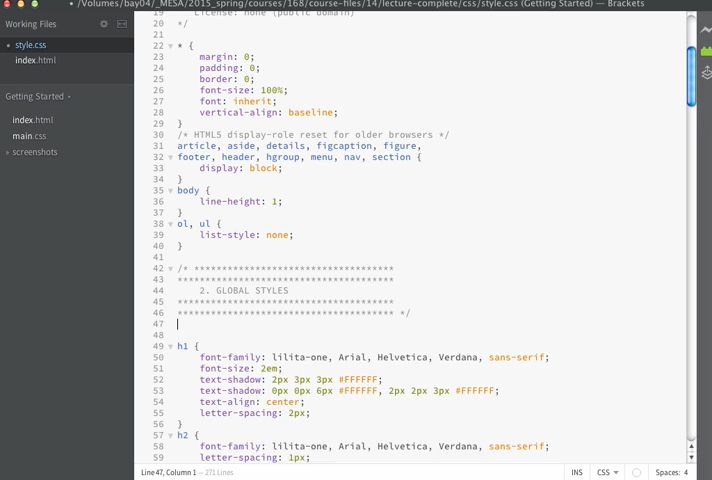 /Volumes/bay04/_MESA/2015_spring/courses/168/course-files/14/lecture-complete/css/style.css (Getting Started) — Brackets
Working Files
style.css
index.html
Getting Started
index.html
main.css
screenshots
19 License: none (public domain)
20 */
21
22 * {
23 margin: 0;
24 padding: 0;
25 border: 0;
26 font-size: 100%;
27 font: inherit;
28 vertical-align: baseline;
29 }
30 /* HTML5 display-role reset for older browsers */
31 article, aside, details, figcaption, figure,
32 footer, header, hgroup, menu, nav, section {
33 display: block;
34 }
35 body {
36 line-height: 1;
37 }
38 ol, ul {
39 list-style: none;
40 }
41
42 /* ************************************
43 ***************************************
44 2. GLOBAL STYLES
45 ***************************************
46 *************************************** */
47
48
49 h1 {
50 font-family: lilita-one, Arial, Helvetica, Verdana, sans-serif;
51 font-size: 2em;
52 text-shadow: 2px 3px 3px #FFFFFF;
53 text-shadow: 0px 0px 6px #FFFFFF, 2px 2px 3px #FFFFFF;
54 text-align: center;
55 letter-spacing: 2px;
56 }
57 h2 {
58 font-family: lilita-one, Arial, Helvetica, Verdana, sans-serif;
59 letter-spacing: 1px;
Line 47, Column 1 — 271 Lines
INS CSS Spaces: 4